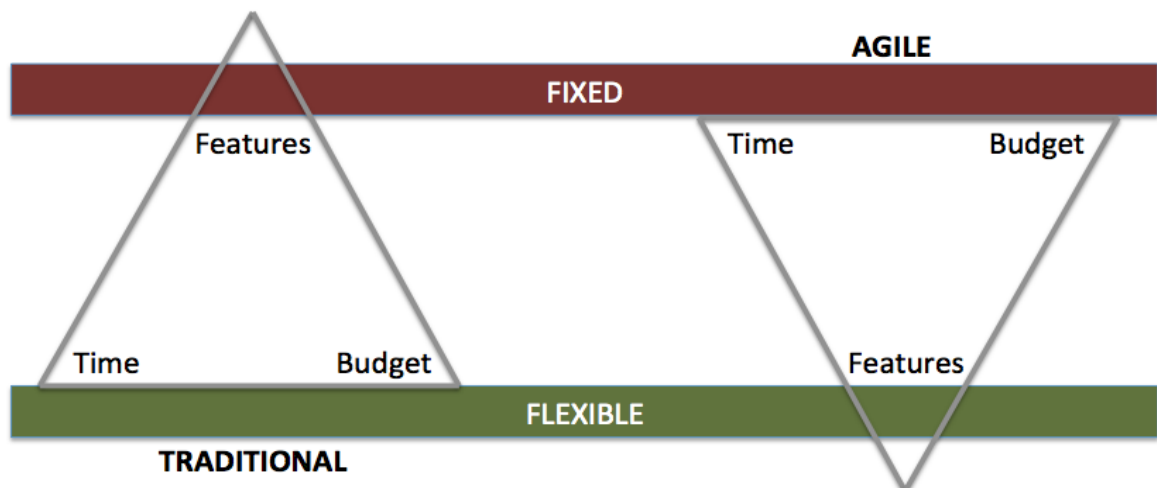 AGILE
FIXED
Features
Time Budget
Time Budget
Features
FLEXIBLE
TRADITIONAL